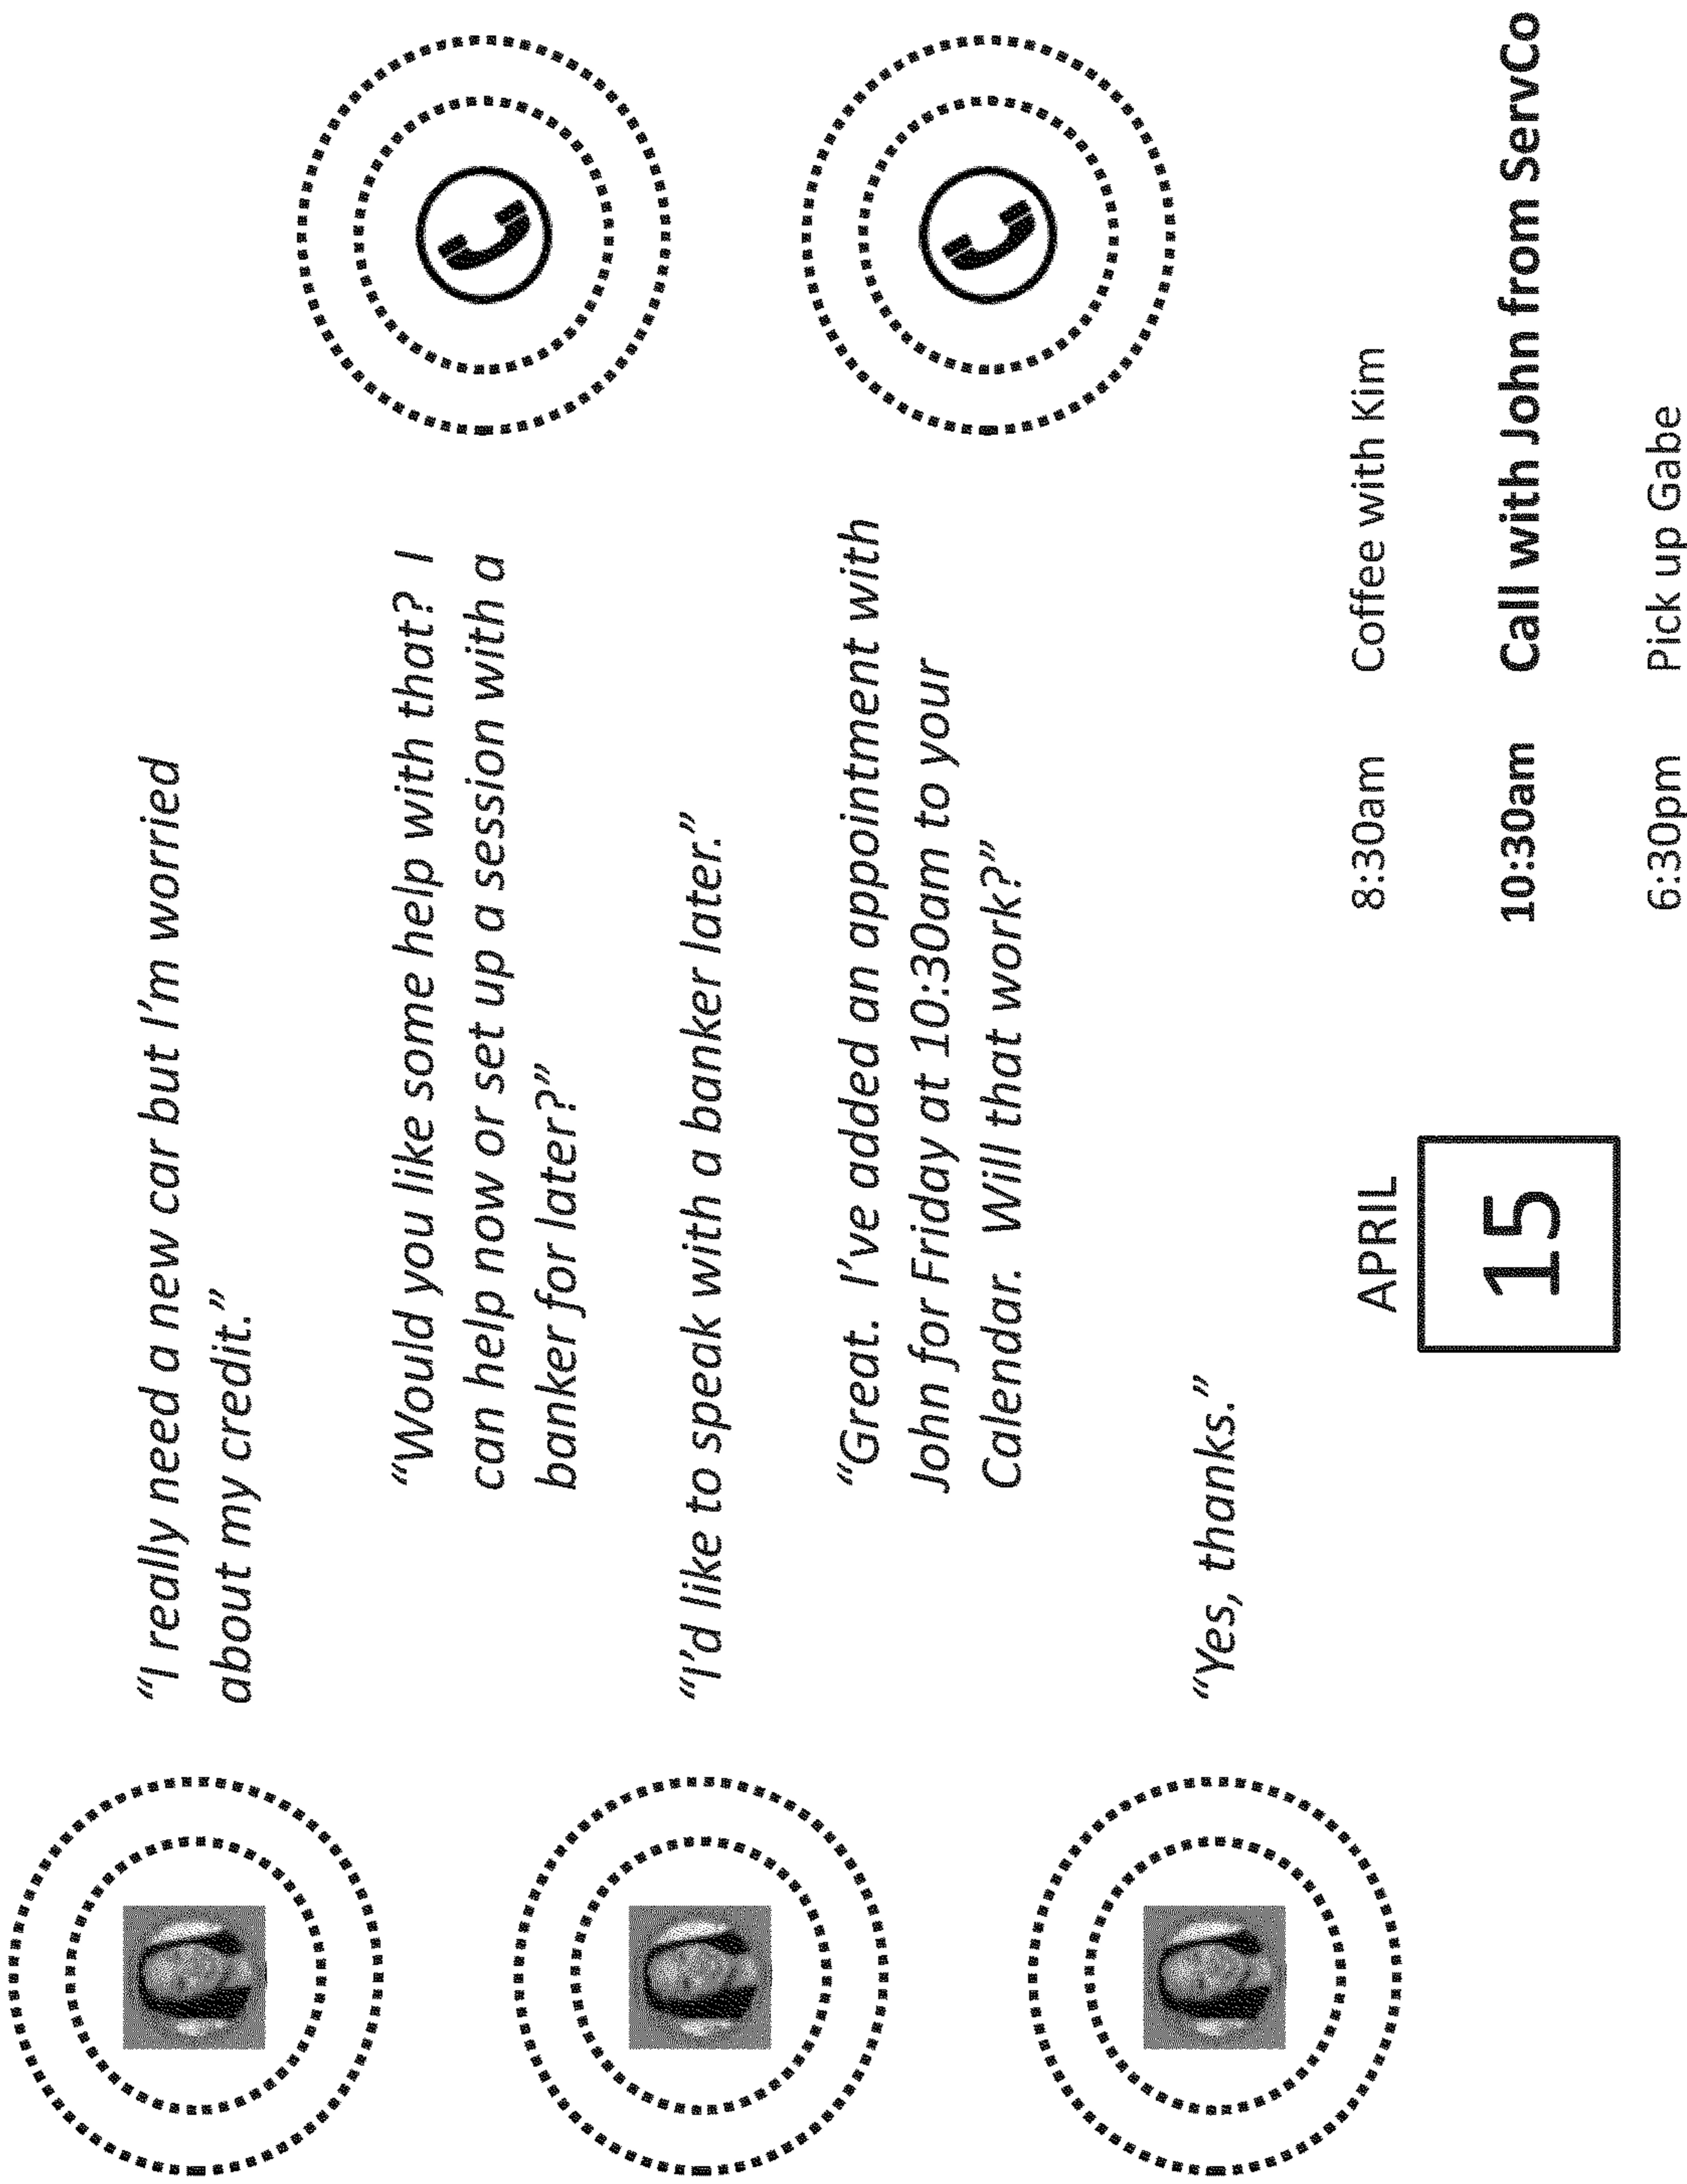 “I really need a new car but I’m worried
about my credit.”
“Would you like some help with that?  I
can help now or set up a session with a
banker for later?”
“I’d like to speak with a banker later.”
“Great.  I’ve added an appointment with
John for Friday at 10:30am to your
Calendar.  Will that work?”
“Yes, thanks.”
APRIL
15
8:30am Coffee with Kim
10:30am Call with John from ServCo
6:30pm Pick up Gabe